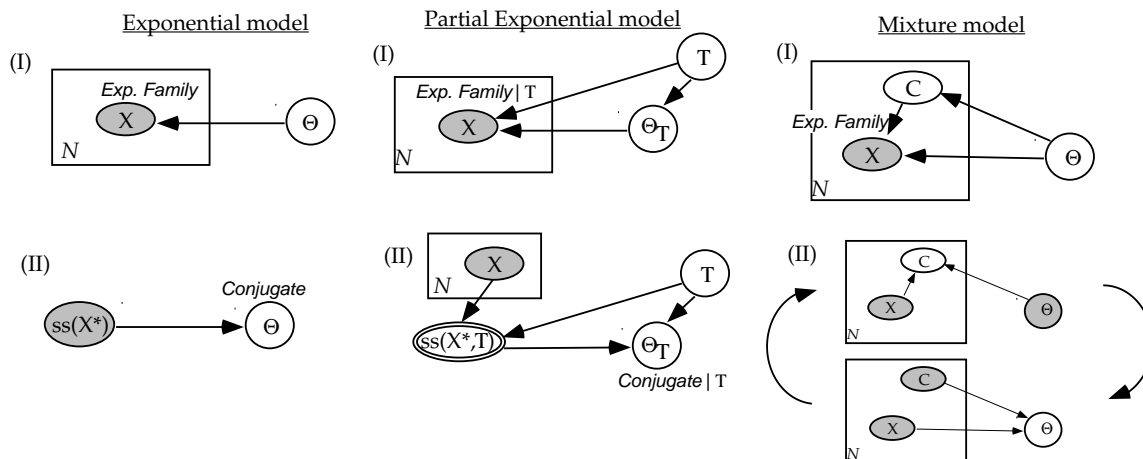 Exponential model
Partial Exponential model
Mixture model
(I)
Exp. Family
X
N
Θ
(I)
T
Exp. Family | T
X
N
ΘT
(I)
C
Exp. Family
X
N
Θ
(II)
ss(X*)
Conjugate
Θ
(II)
X
N
T
ss(X*,T)
ΘT
Conjugate | T
(II)
C
X
N
Θ
C
X
N
Θ